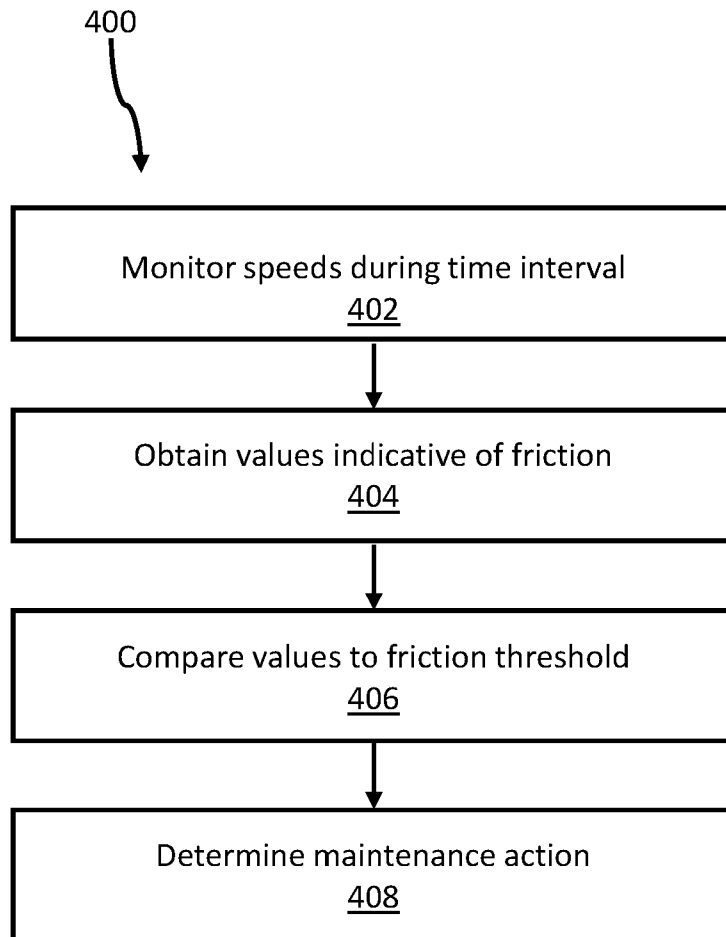 400
Monitor speeds during time interval
402
Obtain values indicative of friction
404
Compare values to friction threshold
406
Determine maintenance action
408